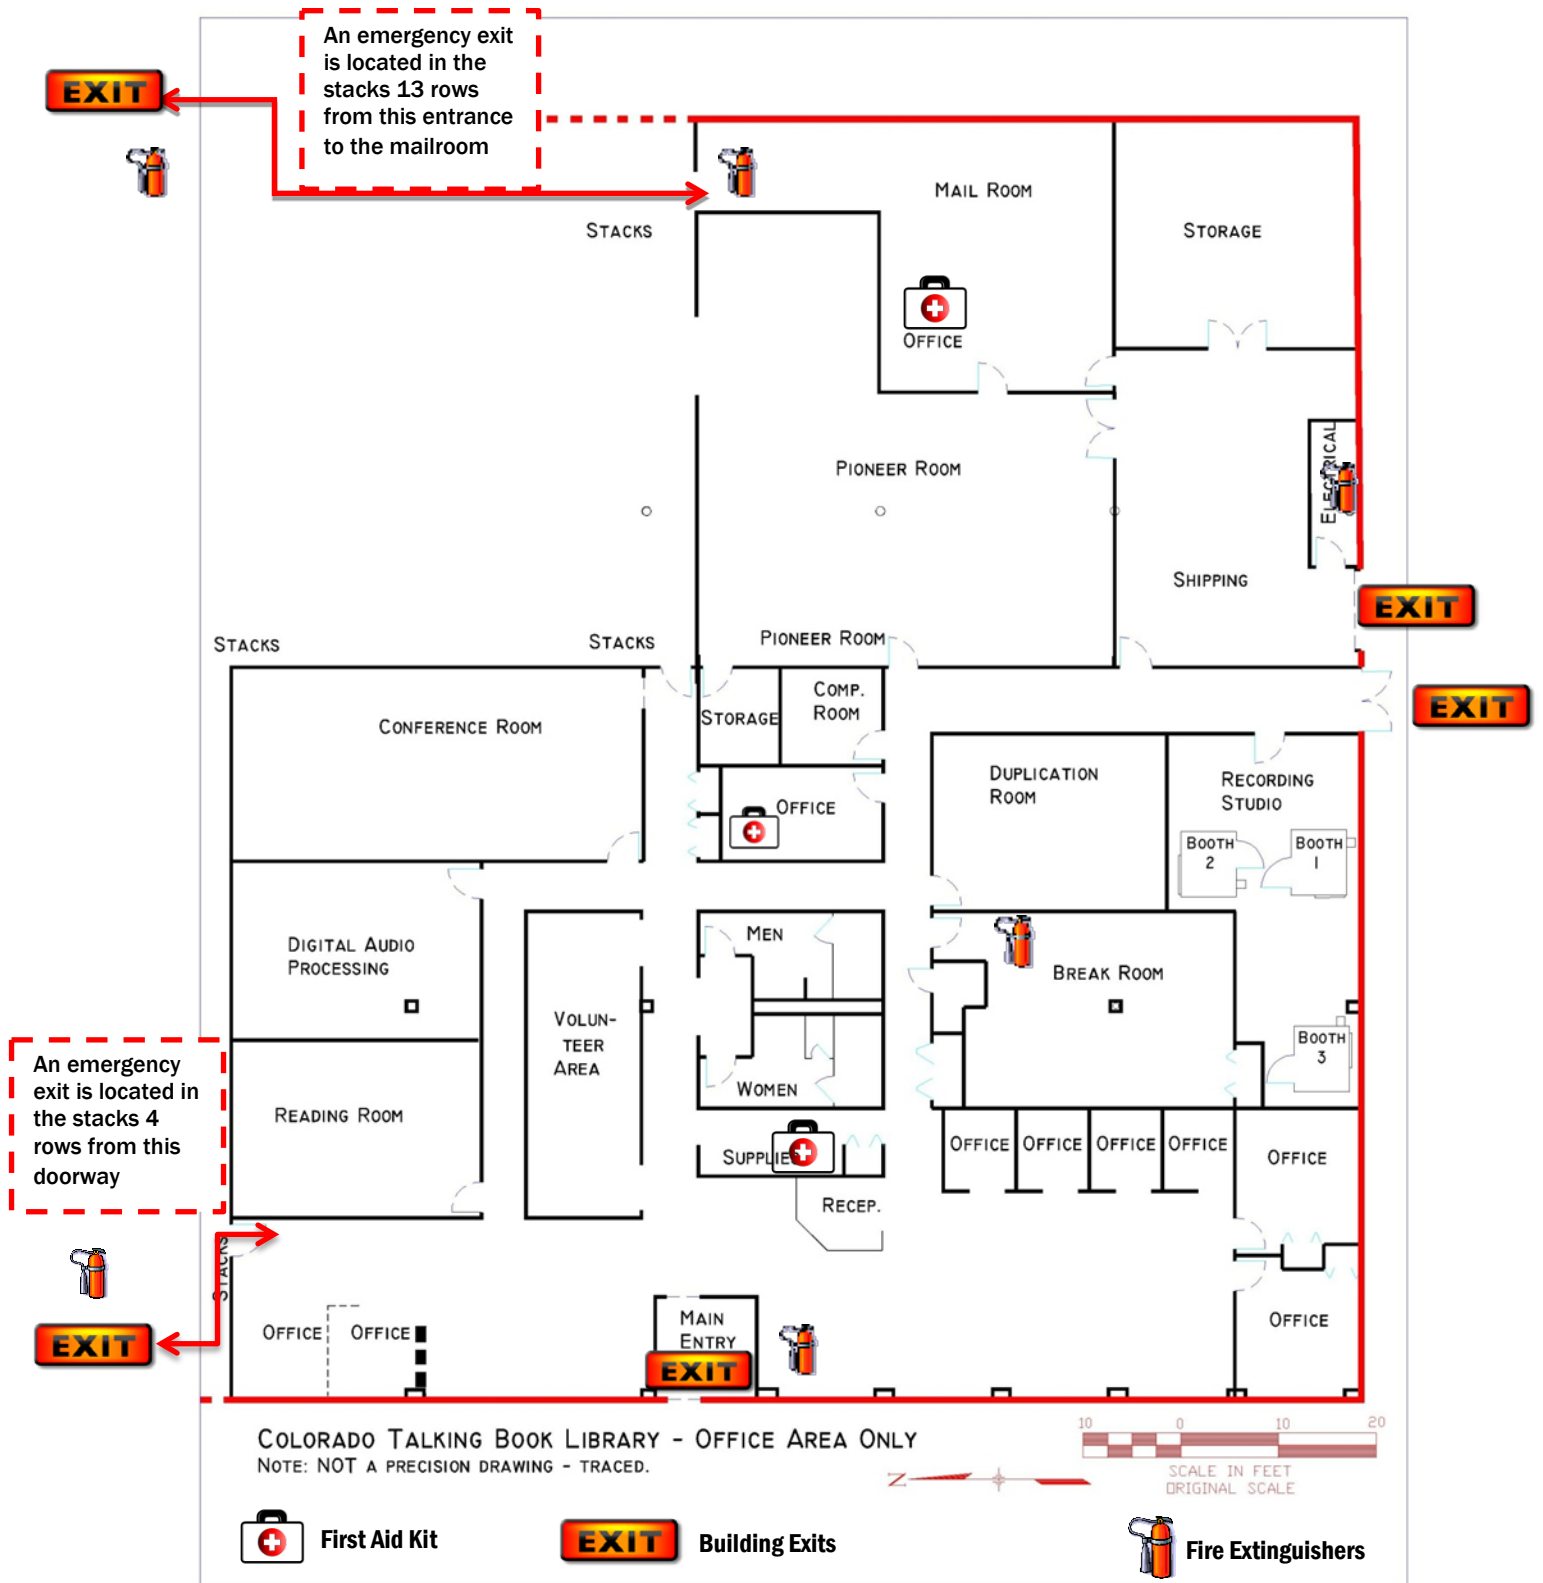 An emergency exit
is located in the
stacks 13 rows
from this entrance
to the mailroom
EXIT
MAIL ROOM
STACKS
STORAGE
OFFICE
PIONEER ROOM
ELECTRICAL
SHIPPING
EXIT
STACKS
STACKS
PIONEER ROOM
EXIT
CONFERENCE ROOM
STORAGE
COMP.
ROOM
DUPLICATION
ROOM
RECORDING
STUDIO
OFFICE
BOOTH
2
BOOTH
1
DIGITAL AUDIO
PROCESSING
MEN
BREAK ROOM
VOLUN-
TEER
AREA
BOOTH
3
An emergency
exit is located in
the stacks 4
rows from this
doorway
READING ROOM
WOMEN
SUPPLIES
OFFICE
OFFICE
OFFICE
OFFICE
OFFICE
RECEP.
STACKS
EXIT
OFFICE
OFFICE
MAIN
ENTRY
EXIT
OFFICE
COLORADO TALKING BOOK LIBRARY - OFFICE AREA ONLY
NOTE: NOT A PRECISION DRAWING - TRACED.
10 0 10 20
SCALE IN FEET
ORIGINAL SCALE
N
First Aid Kit
EXIT
Building Exits
Fire Extinguishers